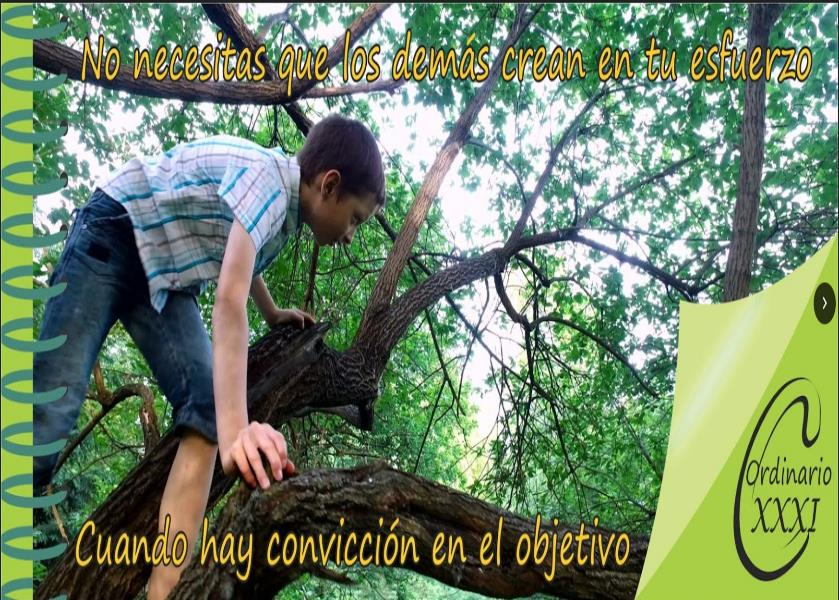 No necesitas que los demás crean en tu esfuerzo
Cuando hay convicción en el objetivo
Ordinario
XXXI